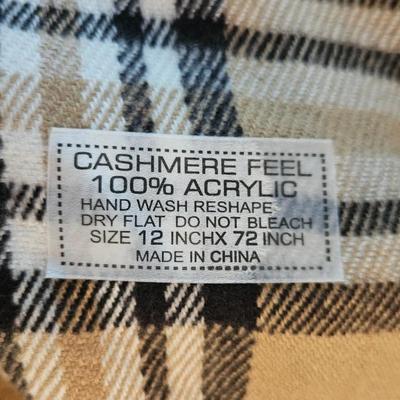 CASHMERE FEEL
100% ACRYLIC
HAND WASH RESHAPE
DRY FLAT DO NOT BLEACH
SIZE 12 INCHX 72 INCH
MADE IN CHINA